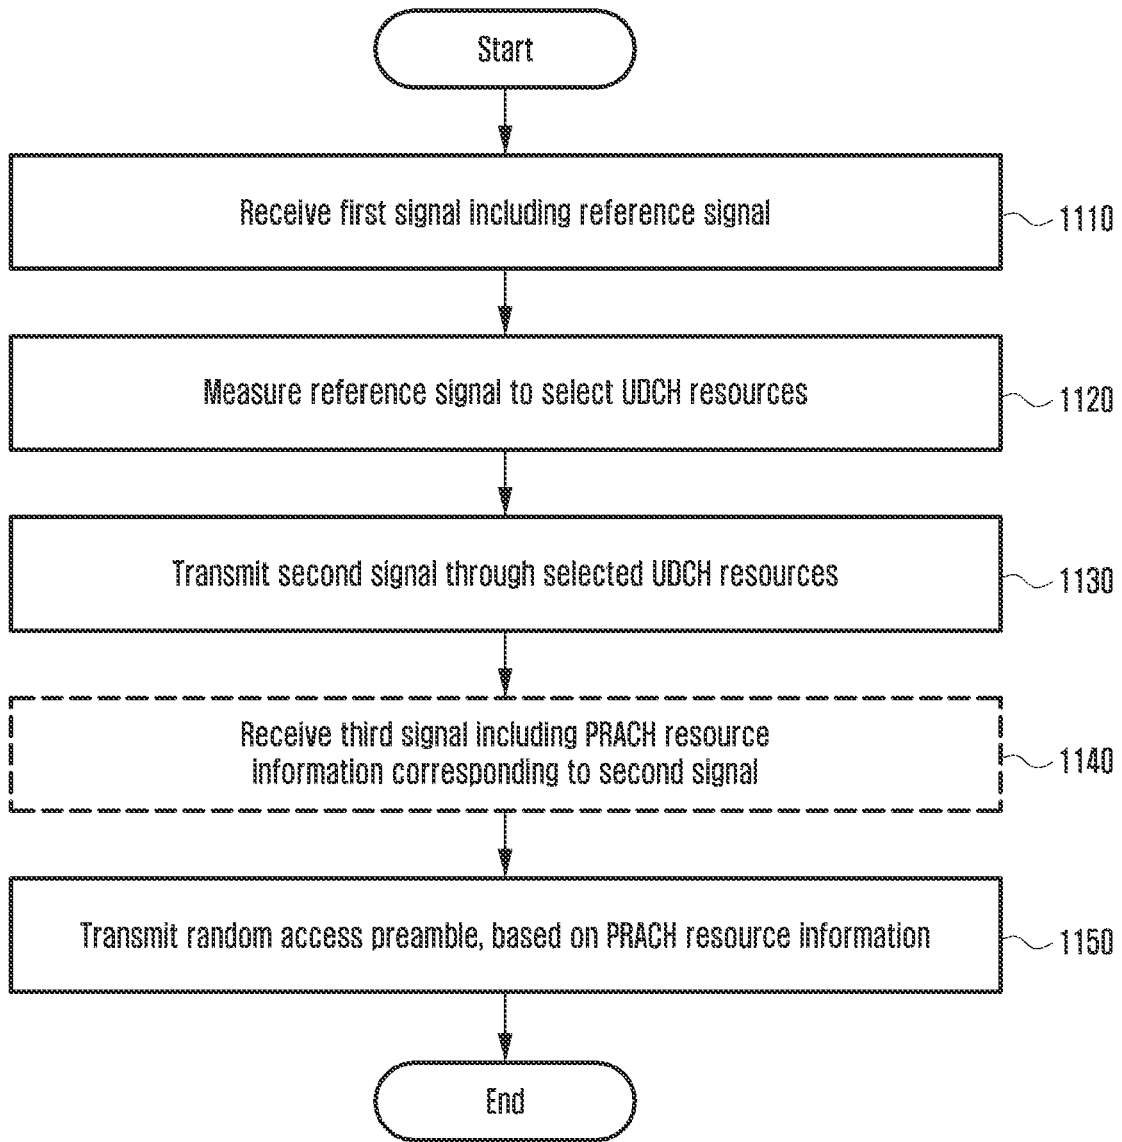 Start
Receive first signal including reference signal
1110
Measure reference signal to select UDCH resources
1120
Transmit second signal through selected UDCH resources
1130
Receive third signal including PRACH resource
information corresponding to second signal
1140
Transmit random access preamble, based on PRACH resource information
1150
End